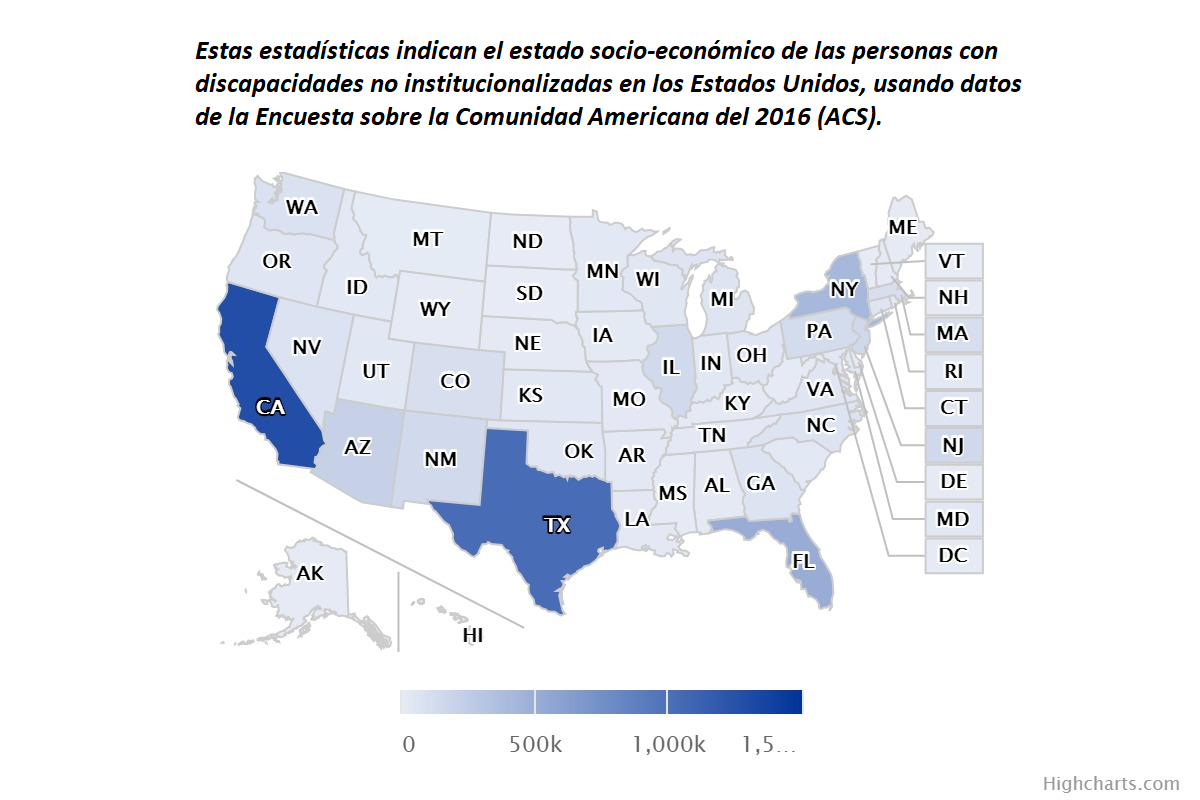 Estas estadísticas indican el estado socio-económico de las personas con
discapacidades no institucionalizadas en los Estados Unidos, usando datos
de la Encuesta sobre la Comunidad Americana del 2016 (ACS).
WA
MT
ND
ME
OR
ID
WY
SD
MN
WI
MI
NY
VT
NH
MA
RI
CT
NJ
DE
MD
DC
NV
UT
CO
NE
IA
IL
IN
OH
PA
KS
MO
KY
VA
CA
AZ
NM
OK
AR
TN
NC
MS
AL
GA
TX
LA
FL
AK
HI
0 500k 1,000k 1,5...
Highcharts.com